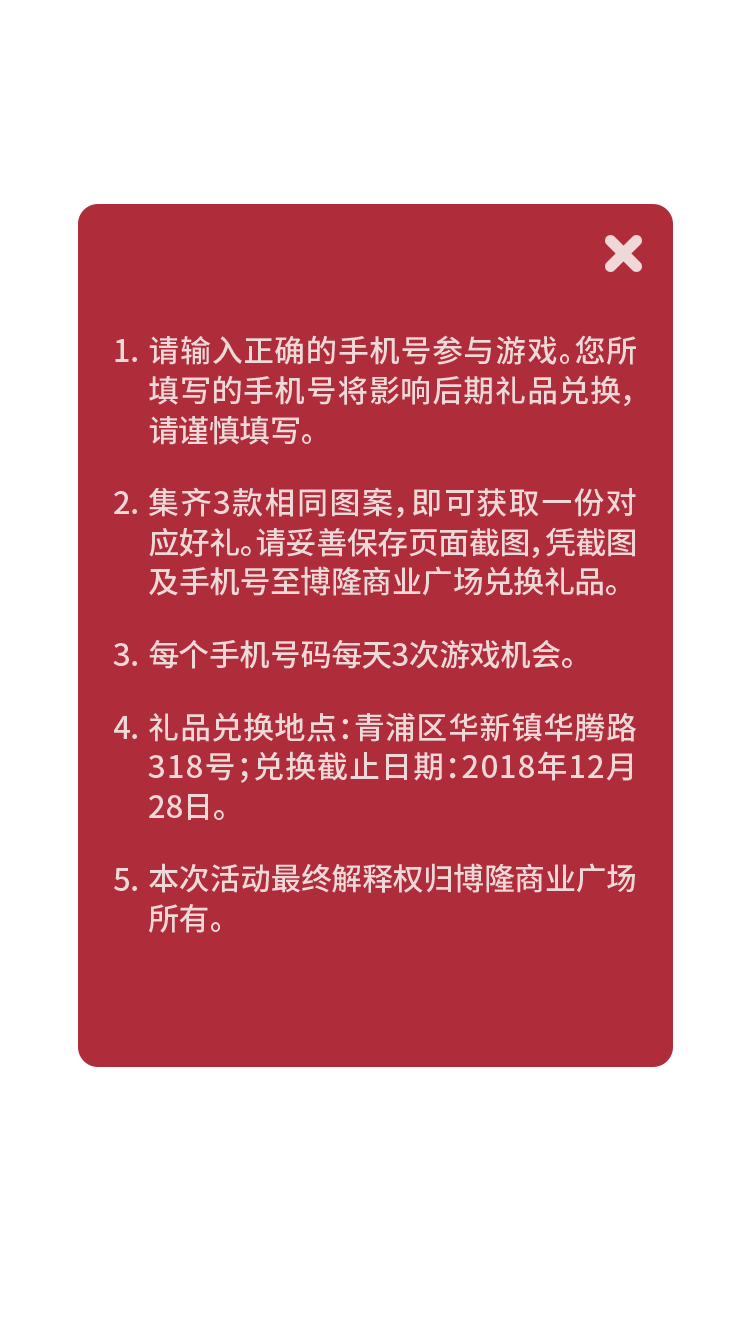 1. 请输入正确的手机号参与游戏。您所
填写的手机号将影响后期礼品兑换，
请谨慎填写。
2. 集齐3款相同图案，即可获取一份对
应好礼。请妥善保存页面截图，凭截图
及手机号至博隆商业广场兑换礼品。
3. 每个手机号码每天3次游戏机会。
4. 礼品兑换地点：青浦区华新镇华腾路
318号；兑换截止日期：2018年12月
28日。
5. 本次活动最终解释权归博隆商业广场
所有。